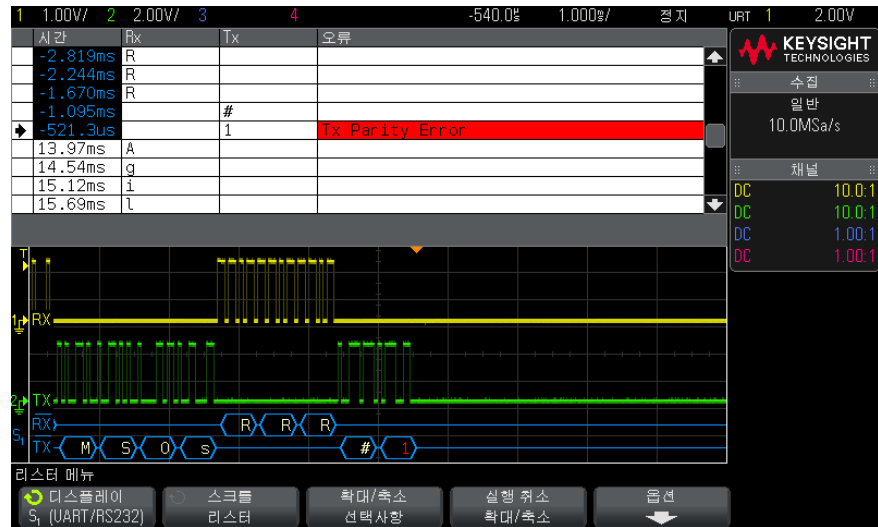 1 1.00V/ 2 2.00V/ 3 4 -540.0㎲ 1.000㎳/ 정지 URT 1 2.00V
시간 Rx Tx 오류
-2.819ms R
-2.244ms R
-1.670ms R
-1.095ms #
-521.3us 1 Tx Parity Error
13.97ms A
14.54ms g
15.12ms i
15.69ms l
KEYSIGHT
TECHNOLOGIES
수집
일반
10.0MSa/s
채널
DC 10.0:1
DC 10.0:1
DC 1.00:1
DC 1.00:1
T
1 RX
2 TX
S1 RX R R R
TX M S O s # 1
리스터 메뉴
디스플레이
S1 (UART/RS232)
스크롤
리스터
확대/축소
선택사항
실행 취소
확대/축소
옵션